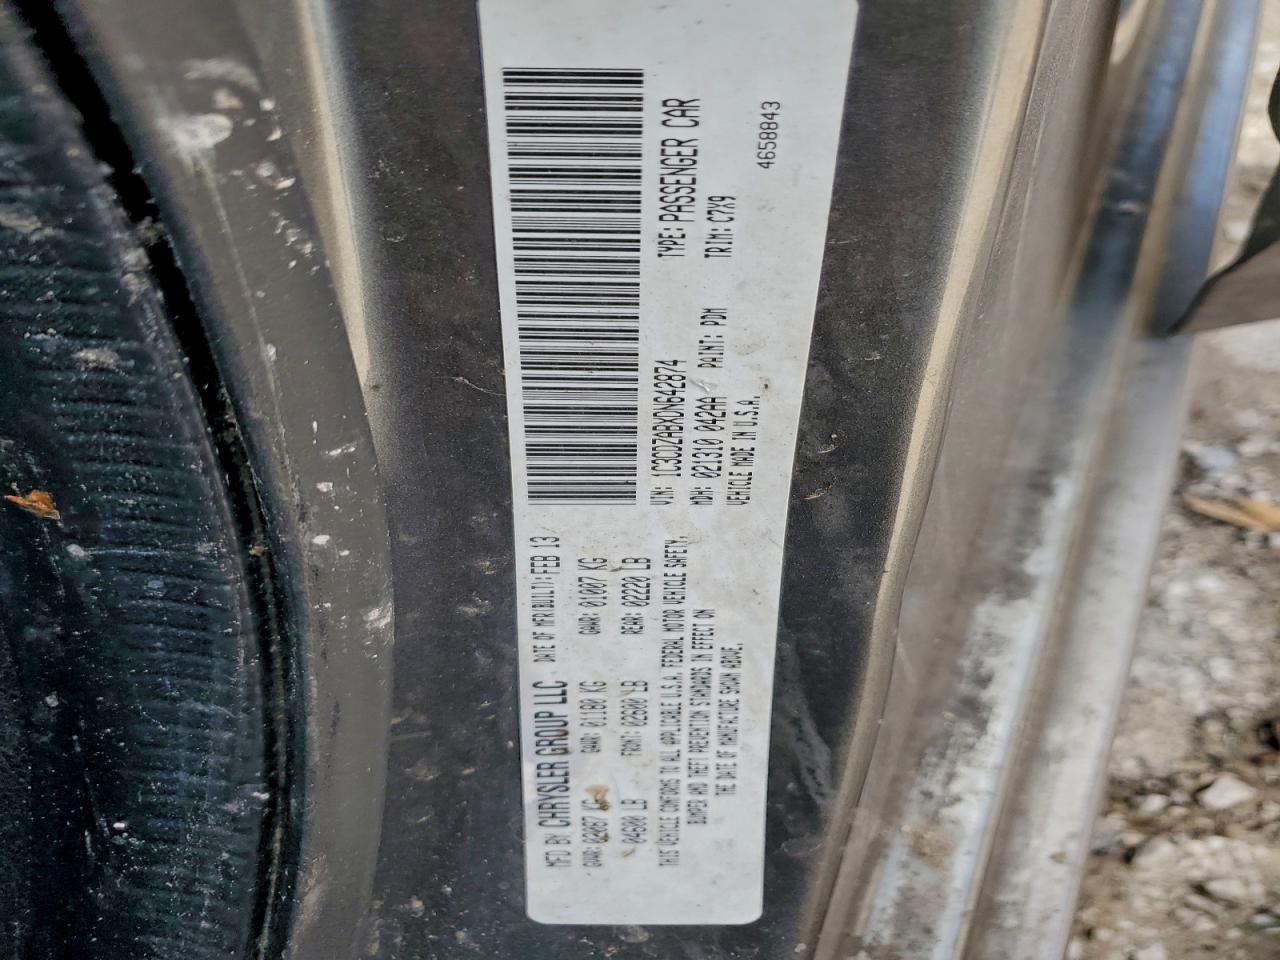 MFD BY CHRYSLER GROUP LLC DATE OF MFR(BUILT): FEB 13
GVWR: 02087 KG GAWR: 01180 KG GAWR: 01007 KG
04600 LB FRONT: 02600 LB REAR: 02220 LB
THIS VEHICLE CONFORMS TO ALL APPLICABLE U.S.A. FEDERAL MOTOR VEHICLE SAFETY,
BUMPER AND THEFT PREVENTION STANDARDS IN EFFECT ON
THE DATE OF MANUFACTURE SHOWN ABOVE.
VIN: 1C3CDZABXDN642874 TYPE: PASSENGER CAR
MDH: 021310 042AA PAINT: PDM TRIM: C7X9
VEHICLE MADE IN U.S.A.
4658843